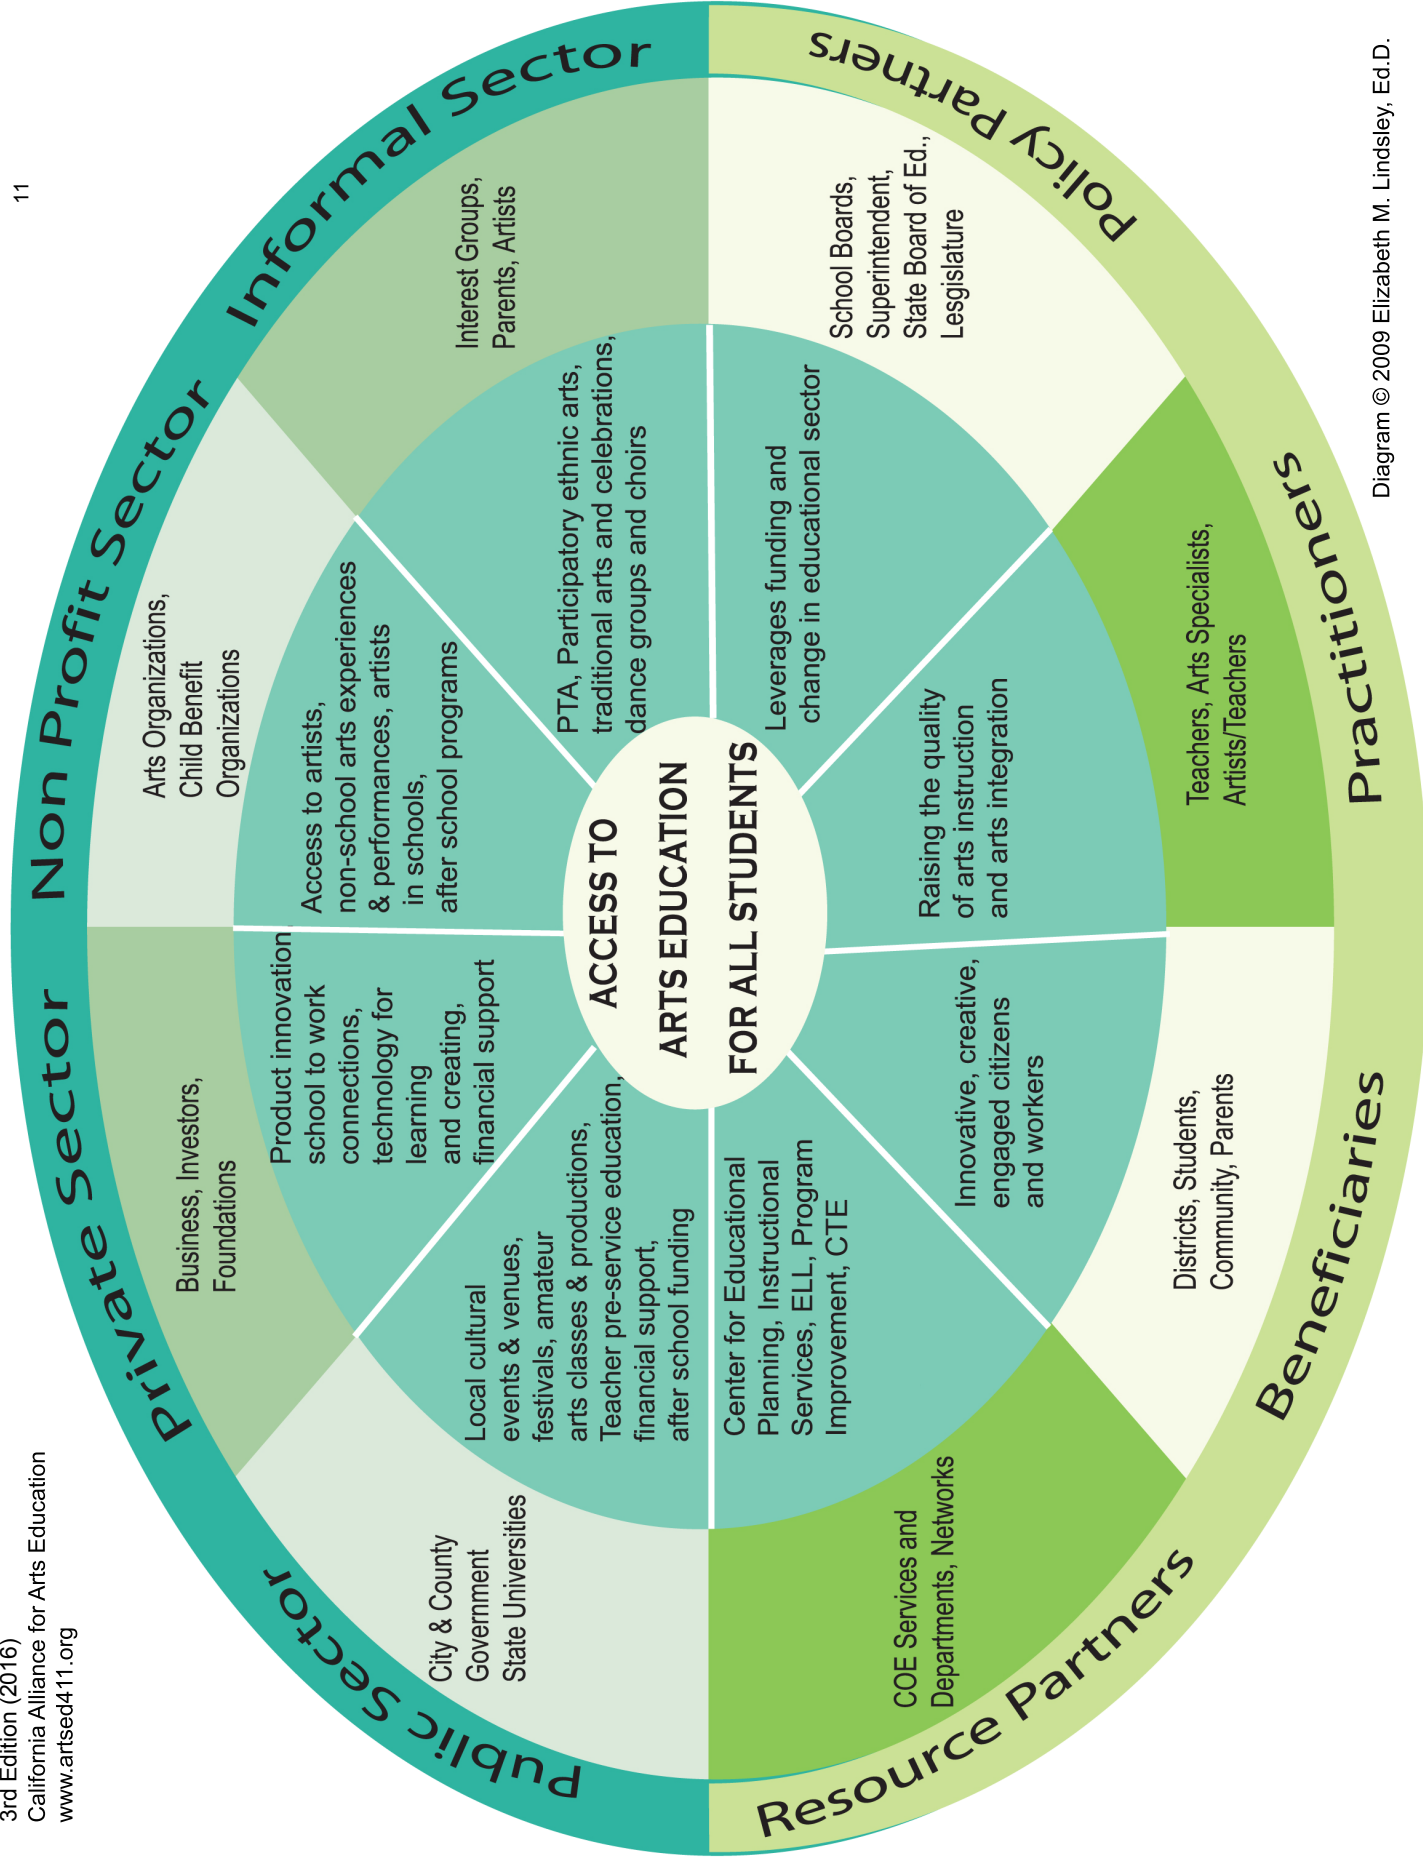 3rd Edition (2016)
California Alliance for Arts Education
www.artsed411.org
11
Public Sector
Private Sector
Non Profit Sector
Informal Sector
City & County
Government
State Universities
Business, Investors,
Foundations
Arts Organizations,
Child Benefit
Organizations
Interest Groups,
Parents, Artists
Local cultural
events & venues,
festivals, amateur
arts classes & productions,
Teacher pre-service education,
financial support,
after school funding
Product innovation,
school to work
connections,
technology for
learning
and creating,
financial support
Access to artists,
non-school arts experiences
& performances, artists
in schools,
after school programs
PTA, Participatory ethnic arts,
traditional arts and celebrations,
dance groups and choirs
ACCESS TO
ARTS EDUCATION
FOR ALL STUDENTS
Center for Educational
Planning, Instructional
Services, ELL, Program
Improvement, CTE
Innovative, creative,
engaged citizens
and workers
Raising the quality
of arts instruction
and arts integration
Leverages funding and
change in educational sector
COE Services and
Departments, Networks
Districts, Students,
Community, Parents
Teachers, Arts Specialists,
Artists/Teachers
School Boards,
Superintendent,
State Board of Ed.,
Lesgislature
Resource Partners
Beneficiaries
Practitioners
Policy Partners
Diagram © 2009 Elizabeth M. Lindsley, Ed.D.